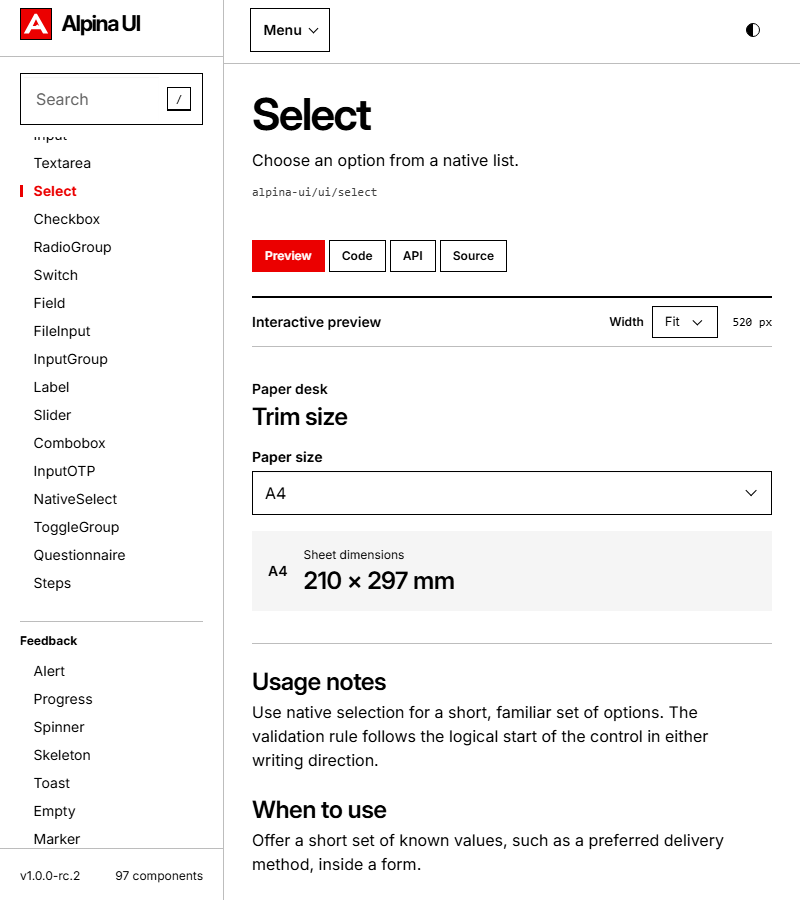 Alpina UI
Search /
Input
Textarea
Select
Checkbox
RadioGroup
Switch
Field
FileInput
InputGroup
Label
Slider
Combobox
InputOTP
NativeSelect
ToggleGroup
Questionnaire
Steps
Feedback
Alert
Progress
Spinner
Skeleton
Toast
Empty
Marker
v1.0.0-rc.2 97 components
Menu
Select
Choose an option from a native list.
alpina-ui/ui/select
Preview Code API Source
Interactive preview Width Fit 520 px
Paper desk
Trim size
Paper size
A4
Sheet dimensions
A4 210 × 297 mm
Usage notes
Use native selection for a short, familiar set of options. The
validation rule follows the logical start of the control in either
writing direction.
When to use
Offer a short set of known values, such as a preferred delivery
method, inside a form.